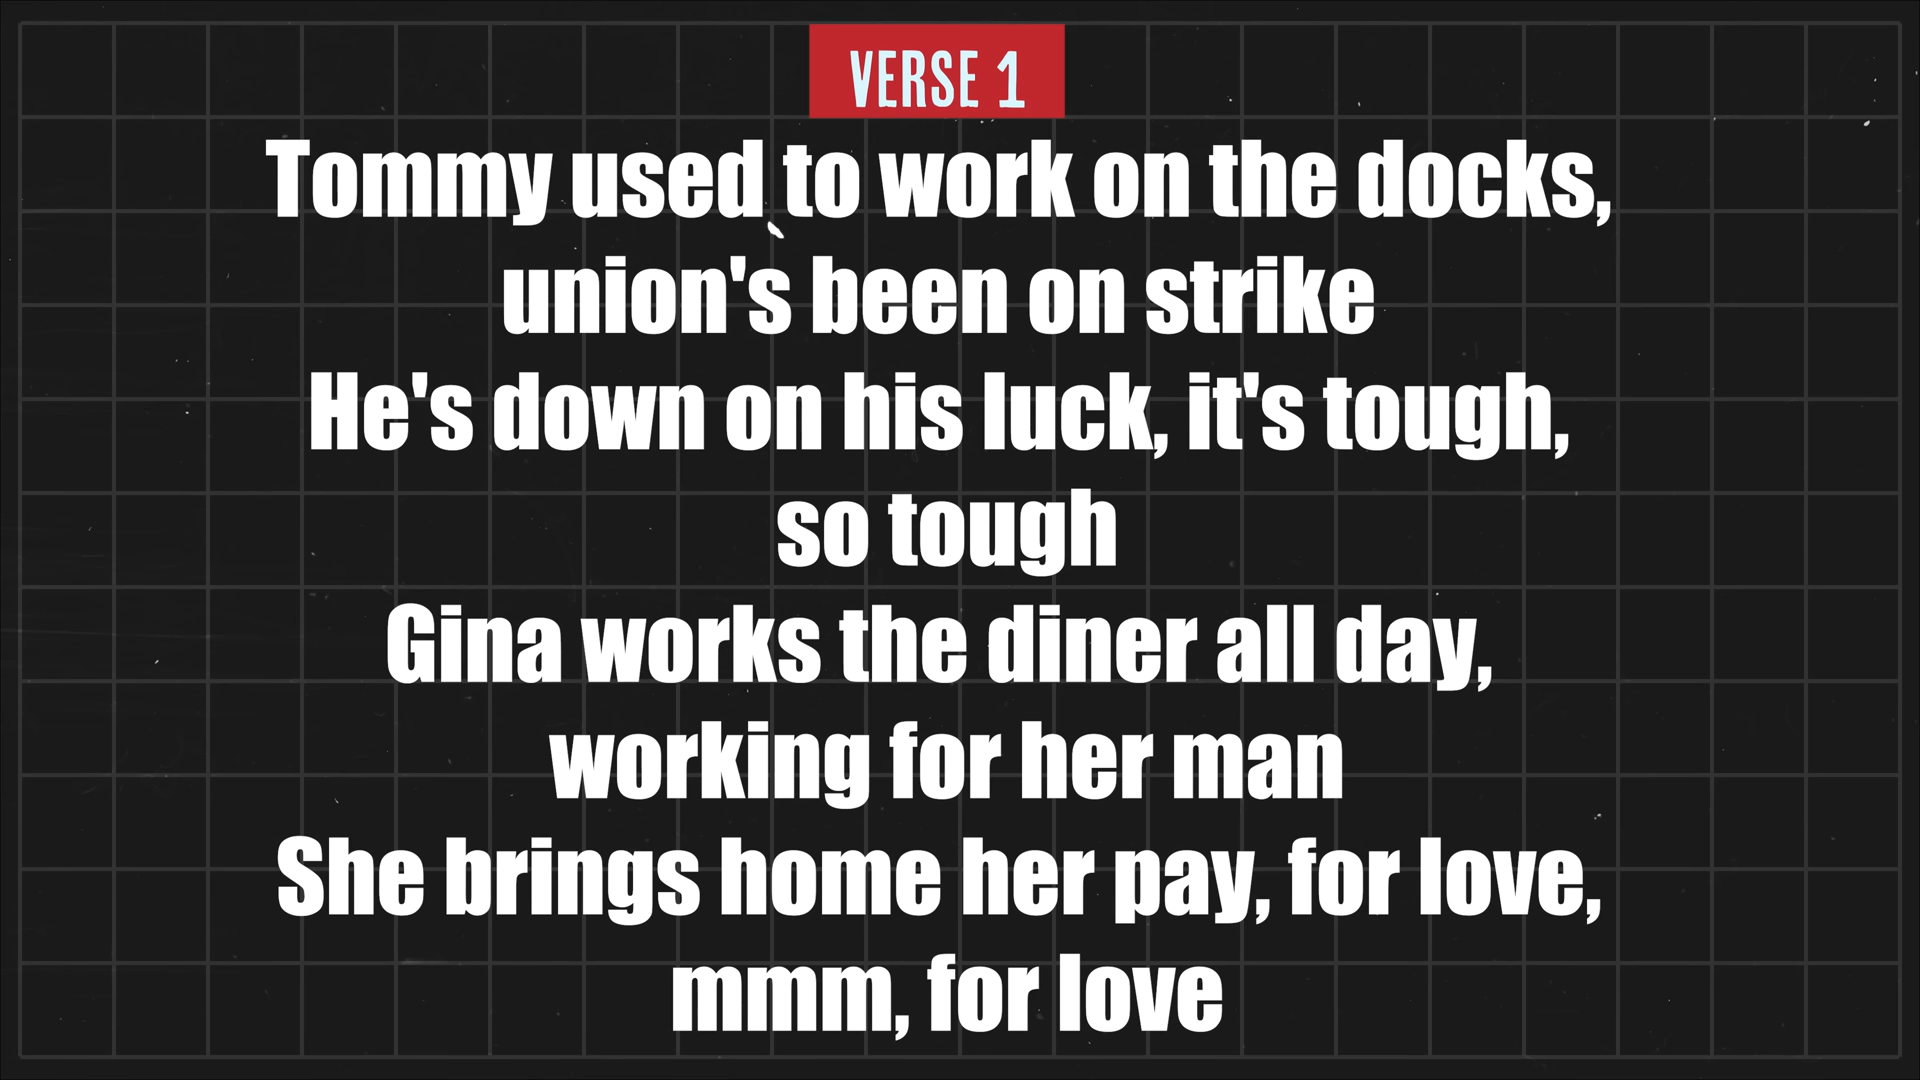 VERSE 1
Tommy used to work on the docks,
union's been on strike
He's down on his luck, it's tough,
so tough
Gina works the diner all day,
working for her man
She brings home her pay, for love,
mmm, for love